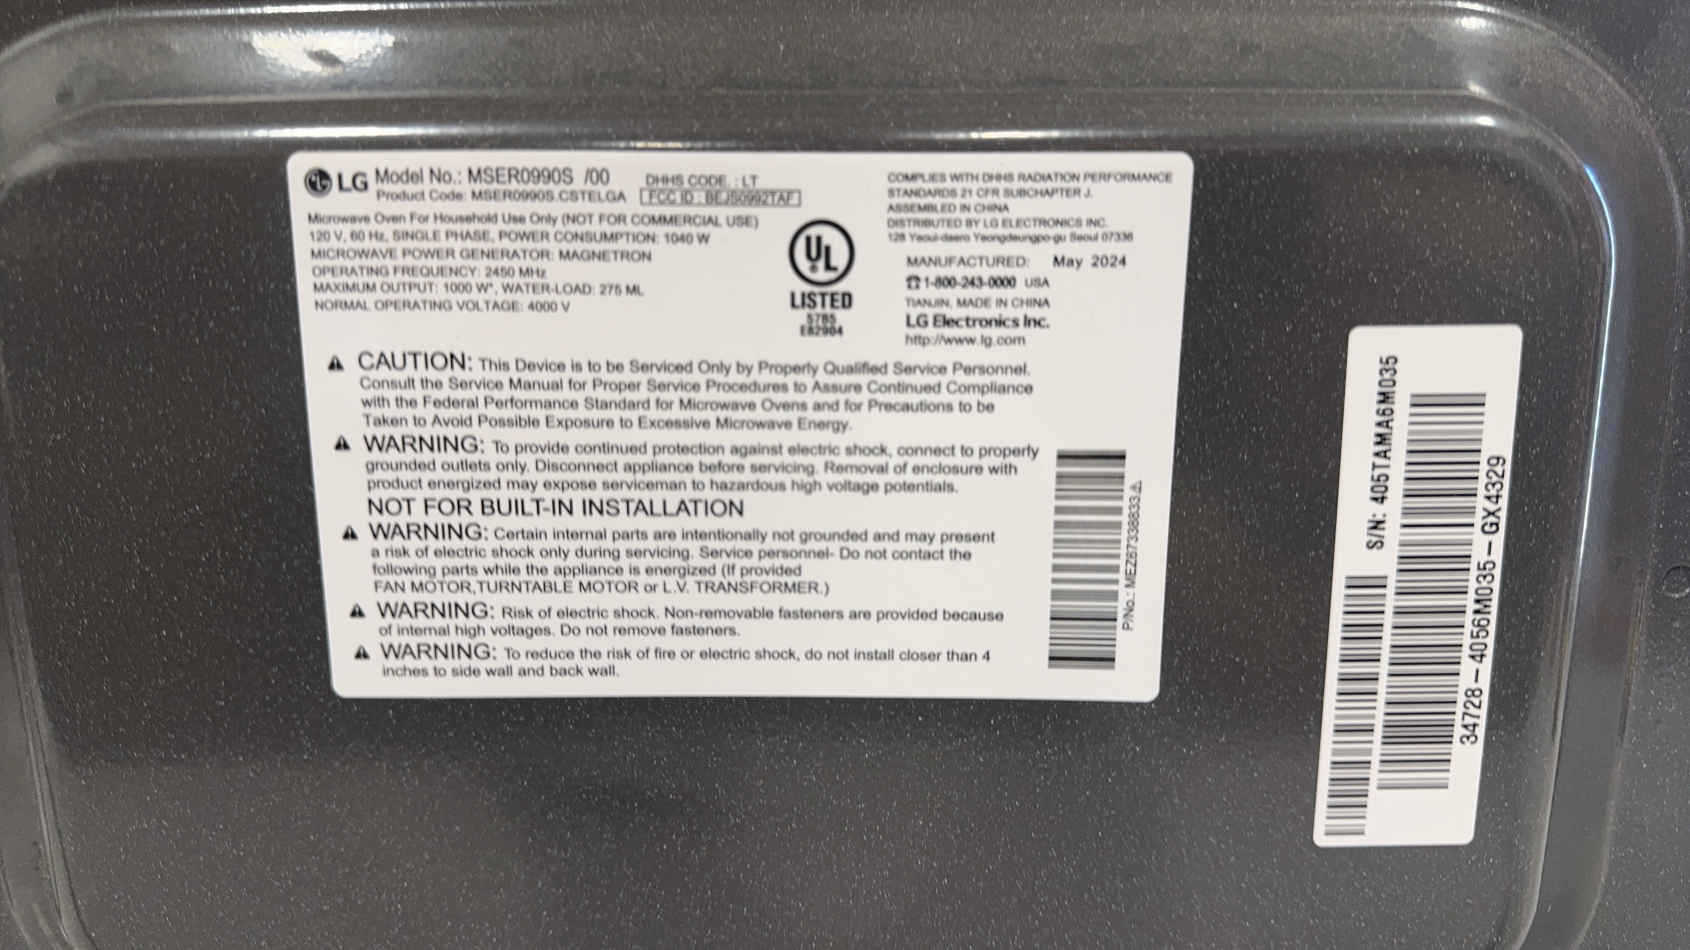 LG Model No.: MSER0990S /00 DHHS CODE. : LT
Product Code: MSER0990S.CSTELGA FCC ID : BEJS0992TAF
Microwave Oven For Household Use Only (NOT FOR COMMERCIAL USE)
120 V, 60 Hz, SINGLE PHASE, POWER CONSUMPTION: 1040 W
MICROWAVE POWER GENERATOR: MAGNETRON
OPERATING FREQUENCY: 2450 MHz
MAXIMUM OUTPUT: 1000 W*, WATER-LOAD: 275 ML
NORMAL OPERATING VOLTAGE: 4000 V
UL
LISTED
5785
E82904
COMPLIES WITH DHHS RADIATION PERFORMANCE
STANDARDS 21 CFR SUBCHAPTER J.
ASSEMBLED IN CHINA
DISTRIBUTED BY LG ELECTRONICS INC.
128 Yeoui-daero Yeongdeungpo-gu Seoul 07336
MANUFACTURED: May 2024
☎1-800-243-0000 USA
TIANJIN, MADE IN CHINA
LG Electronics Inc.
http://www.lg.com
⚠ CAUTION: This Device is to be Serviced Only by Properly Qualified Service Personnel.
Consult the Service Manual for Proper Service Procedures to Assure Continued Compliance
with the Federal Performance Standard for Microwave Ovens and for Precautions to be
Taken to Avoid Possible Exposure to Excessive Microwave Energy.
⚠ WARNING: To provide continued protection against electric shock, connect to properly
grounded outlets only. Disconnect appliance before servicing. Removal of enclosure with
product energized may expose serviceman to hazardous high voltage potentials.
NOT FOR BUILT-IN INSTALLATION
⚠ WARNING: Certain internal parts are intentionally not grounded and may present
a risk of electric shock only during servicing. Service personnel- Do not contact the
following parts while the appliance is energized (If provided
FAN MOTOR,TURNTABLE MOTOR or L.V. TRANSFORMER.)
⚠ WARNING: Risk of electric shock. Non-removable fasteners are provided because
of internal high voltages. Do not remove fasteners.
⚠ WARNING: To reduce the risk of fire or electric shock, do not install closer than 4
inches to side wall and back wall.
P/No.: MEZ67338833⚠
S/N: 405TAMA6M035
34728-4056M035-GX4329